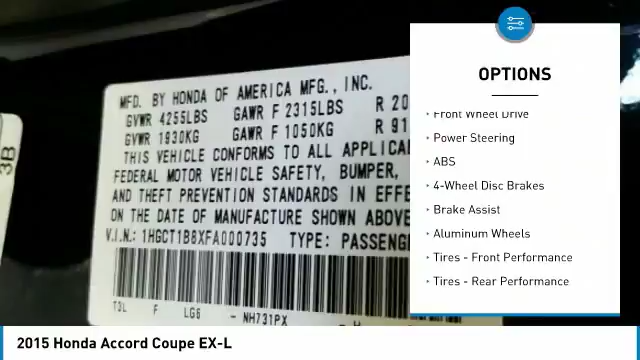 MFD. BY HONDA OF AMERICA MFG., INC.
GVWR 4255LBS GAWR F 2315LBS R 20
GVWR 1930KG GAWR F 1050KG R 91
THIS VEHICLE CONFORMS TO ALL
FEDERAL MOTOR VEHICLE SAFETY, BUMPER,
AND THEFT PREVENTION STANDARDS IN
ON THE DATE OF MANUFACTURE SHOWN ABOVE
V.I.N.: 1HGCT1B8XFA000735 TYPE:
T3L F LG6 - NH731PX - H
3B
OPTIONS
Front Wheel Drive
• Power Steering
• ABS
• 4-Wheel Disc Brakes
• Brake Assist
• Aluminum Wheels
• Tires - Front Performance
• Tires - Rear Performance
2015 Honda Accord Coupe EX-L